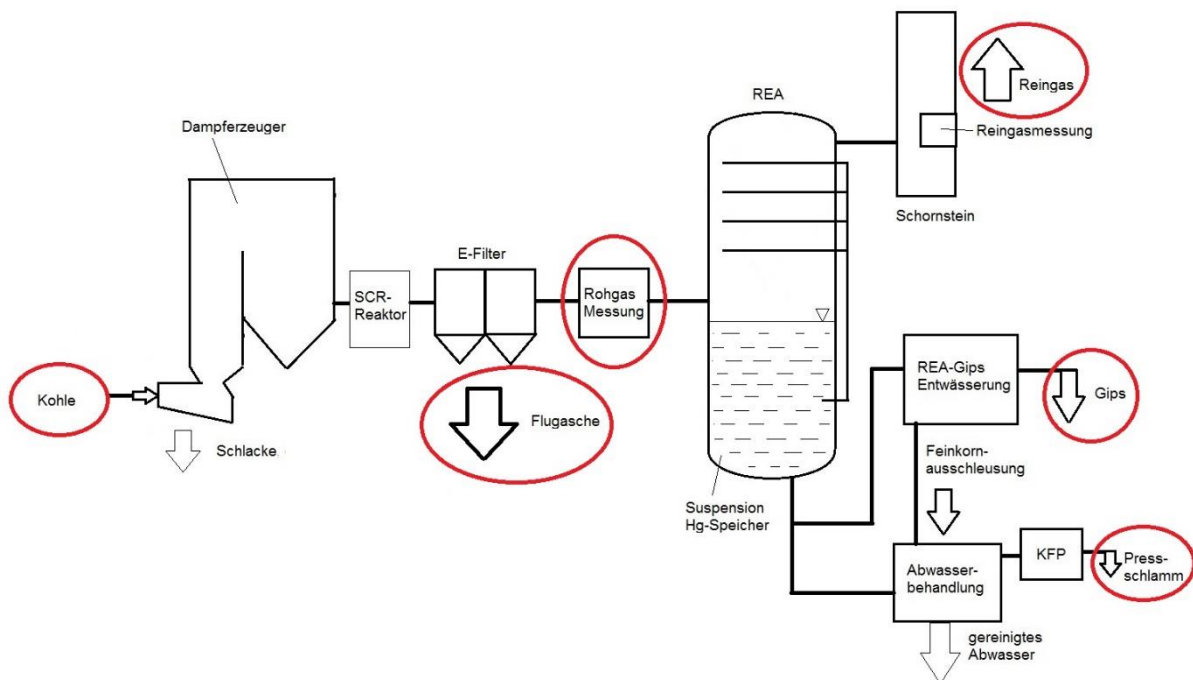 REA
Reingas
Reingasmessung
Schornstein
Dampferzeuger
E-Filter
SCR-
Reaktor
Rohgas
Messung
Kohle
Schlacke
Flugasche
REA-Gips
Entwässerung
Gips
Feinkorn-
ausschleusung
Suspension
Hg-Speicher
Abwasser-
behandlung
KFP
Press-
schlamm
gereinigtes
Abwasser